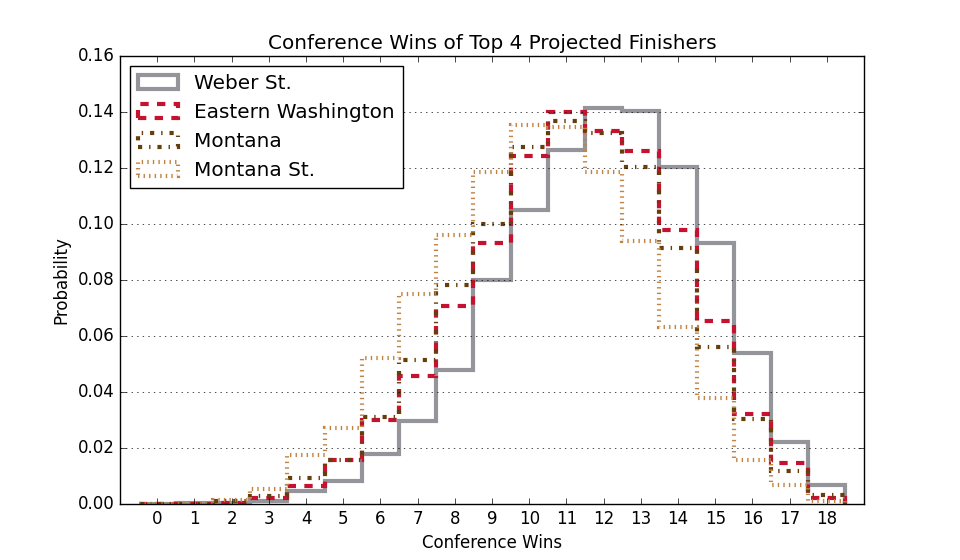 Conference Wins of Top 4 Projected Finishers
0.16
0.14
0.12
0.10
0.08
0.06
0.04
0.02
0.00
Probability
Weber St.
Eastern Washington
Montana
Montana St.
0 1 2 3 4 5 6 7 8 9 10 11 12 13 14 15 16 17 18
Conference Wins